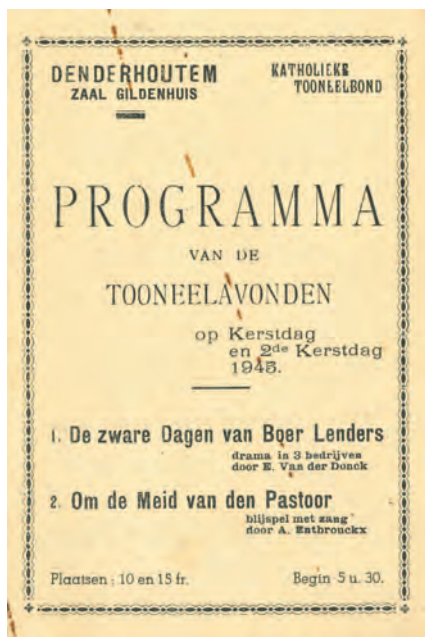 DENDERHOUTEM
ZAAL GILDENHUIS
KATHOLIEKE
TOONEELBOND
PROGRAMMA
VAN DE
TOONEELAVONDEN
op Kerstdag
en 2de Kerstdag
1945.
1. De zware Dagen van Boer Lenders
drama in 3 bedrijven
door E. Van der Donck
2. Om de Meid van den Pastoor
blijspel met zang
door A. Enthrouckx
Plaatsen : 10 en 15 fr.
Begin 5 u. 30.